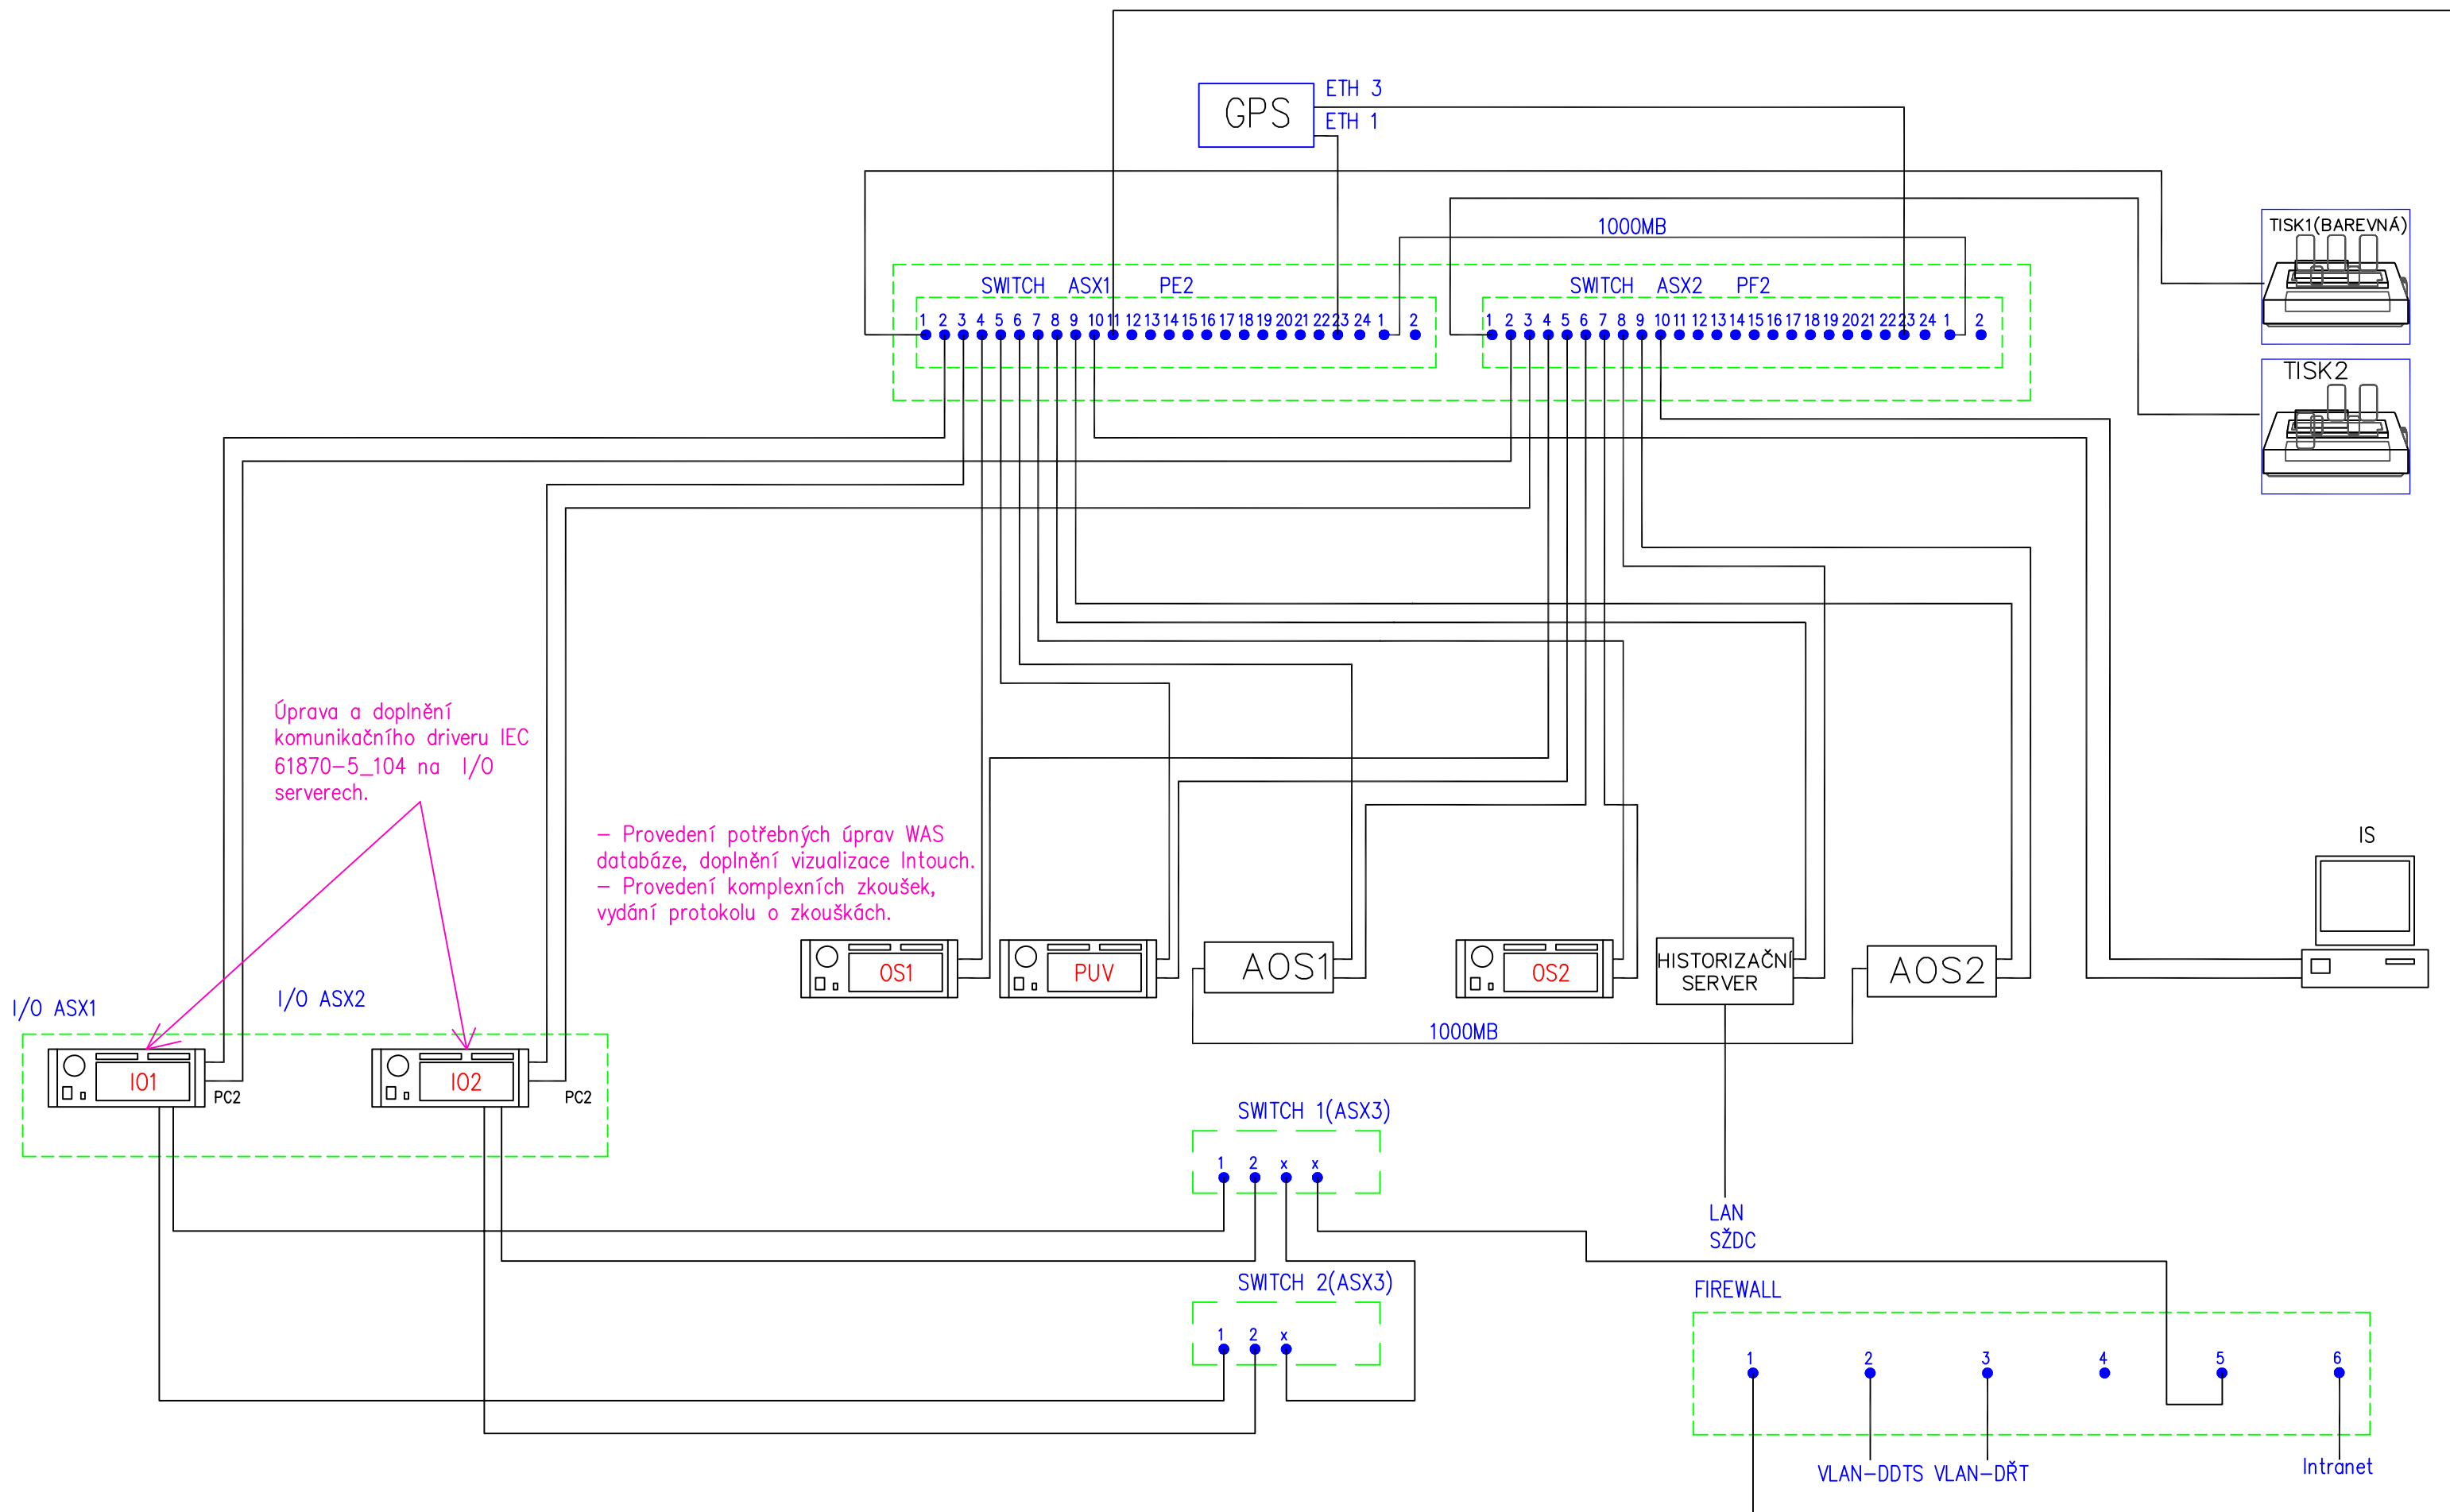 ETH 3
GPS
ETH 1
1000MB
TISK1(BAREVNÁ)
SWITCH ASX1 PE2
SWITCH ASX2 PF2
1 2 3 4 5 6 7 8 9 10 11 12 13 14 15 16 17 18 19 20 21 22 23 24 1 2
1 2 3 4 5 6 7 8 9 10 11 12 13 14 15 16 17 18 19 20 21 22 23 24 1 2
TISK2
Úprava a doplnění
komunikačního driveru IEC
61870-5_104 na I/O
serverech.
- Provedení potřebných úprav WAS
databáze, doplnění vizualizace Intouch.
- Provedení komplexních zkoušek,
vydání protokolu o zkouškách.
IS
OS1
PUV
AOS1
OS2
HISTORIZAČNÍ
SERVER
AOS2
I/O ASX1
I/O ASX2
1000MB
IO1
PC2
IO2
PC2
SWITCH 1(ASX3)
1 2 x x
LAN
SŽDC
SWITCH 2(ASX3)
1 2 x
FIREWALL
1 2 3 4 5 6
VLAN-DDTS VLAN-DŘT
Intranet